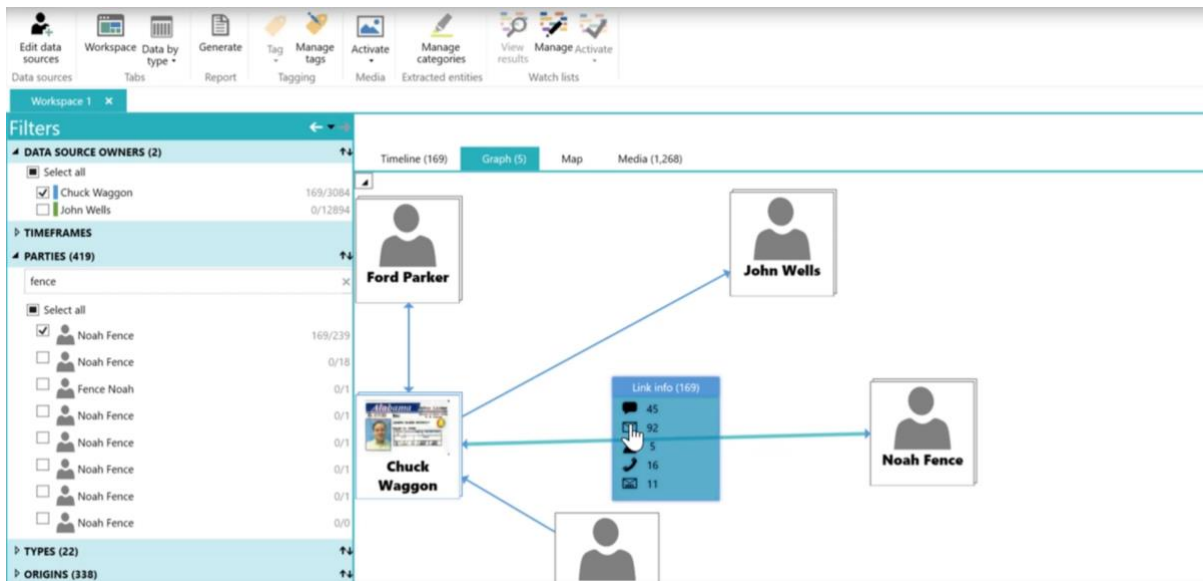 Edit data sources
Workspace
Data by type
Generate
Tag
Manage tags
Activate
Manage categories
View results
Manage
Activate
Data sources
Tabs
Report
Tagging
Media
Extracted entities
Watch lists
Workspace 1
Filters
DATA SOURCE OWNERS (2)
Select all
Chuck Waggon 169/3084
John Wells 0/12894
TIMEFRAMES
PARTIES (419)
fence
Select all
Noah Fence 169/239
Noah Fence 0/18
Fence Noah 0/1
Noah Fence 0/1
Noah Fence 0/1
Noah Fence 0/1
Noah Fence 0/1
Noah Fence 0/0
TYPES (22)
ORIGINS (338)
Timeline (169)
Graph (5)
Map
Media (1,268)
Ford Parker
John Wells
Link info (169)
45
92
5
16
11
Alabama
Chuck
Waggon
Noah Fence